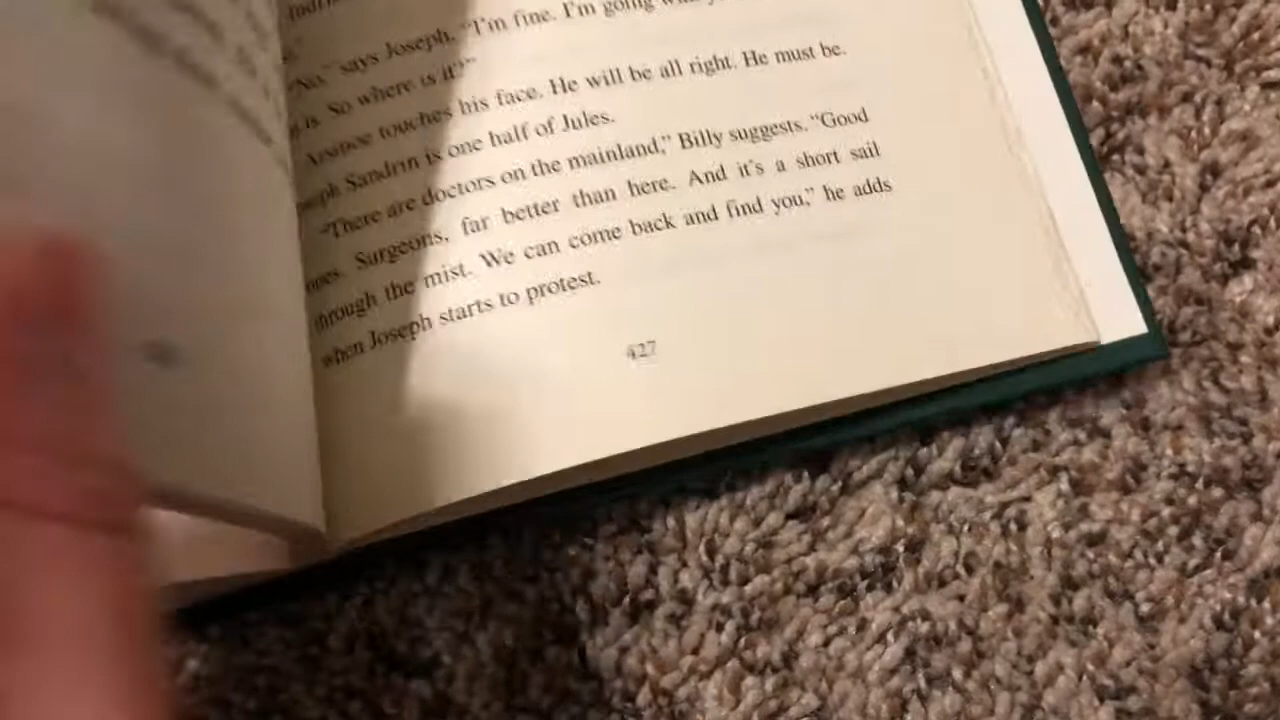 "No," says Joseph. "I'm fine. I'm going
is. So where is it?"
Arsinoe touches his face. He will be all right. He must be.
Joseph Sandrin is one half of Jules.
"There are doctors on the mainland," Billy suggests. "Good
ones. Surgeons, far better than here. And it's a short sail
through the mist. We can come back and find you," he adds
when Joseph starts to protest.
427